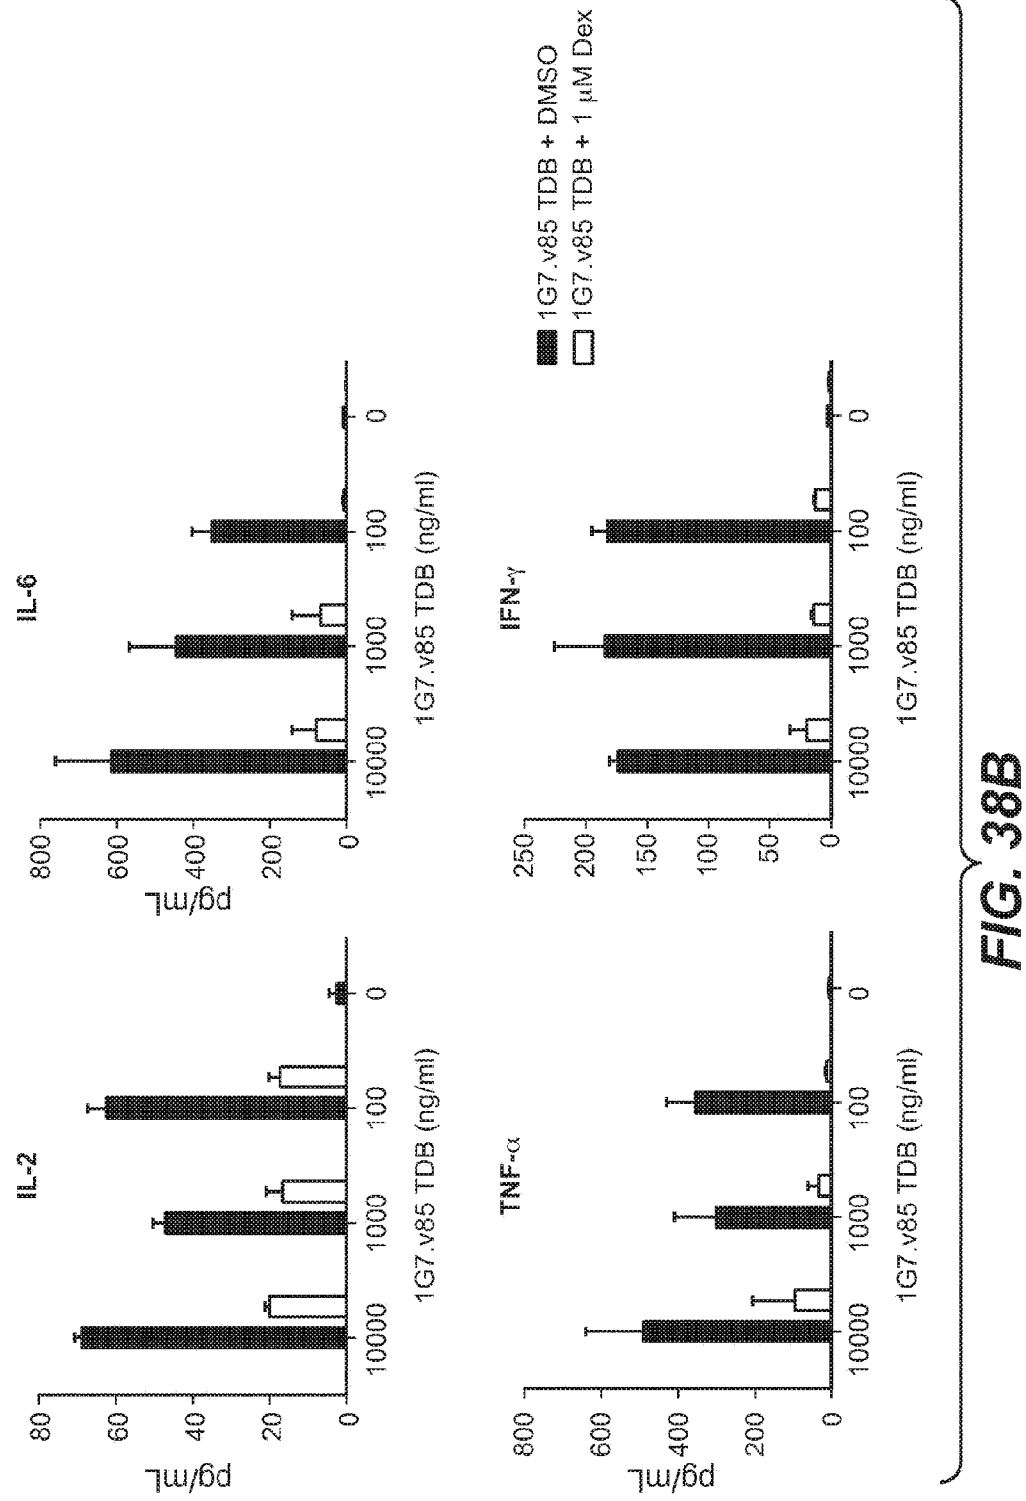 IL-2
pg/mL
80
60
40
20
0
10000 1000 100 0
1G7.v85 TDB (ng/ml)
IL-6
pg/mL
800
600
400
200
0
10000 1000 100 0
1G7.v85 TDB (ng/ml)
TNF-α
pg/mL
800
600
400
200
0
10000 1000 100 0
1G7.v85 TDB (ng/ml)
IFN-γ
pg/mL
250
200
150
100
50
0
10000 1000 100 0
1G7.v85 TDB (ng/ml)
1G7.v85 TDB + DMSO
1G7.v85 TDB + 1 μM Dex
FIG. 38B